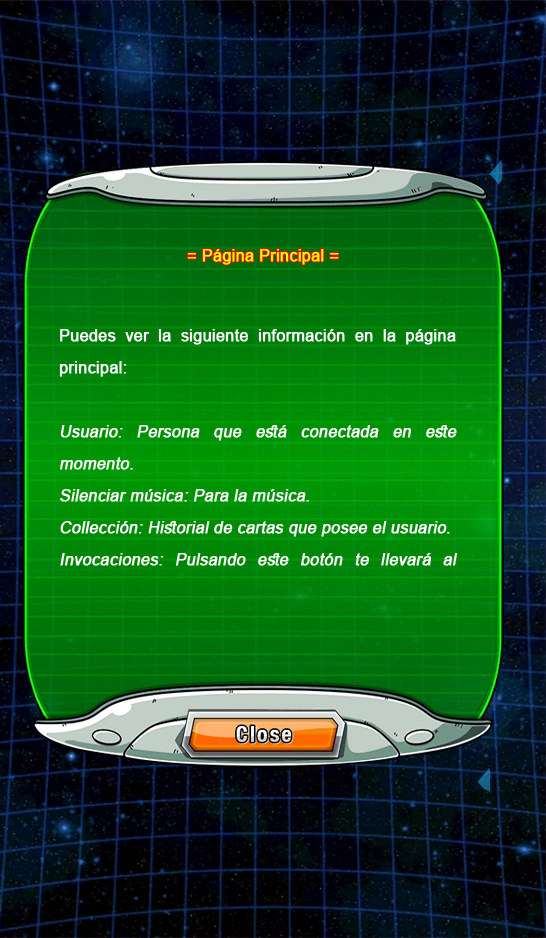 = Página Principal =
Puedes ver la siguiente información en la página
principal:
Usuario: Persona que está conectada en este
momento.
Silenciar música: Para la música.
Collección: Historial de cartas que posee el usuario.
Invocaciones: Pulsando este botón te llevará al
Close